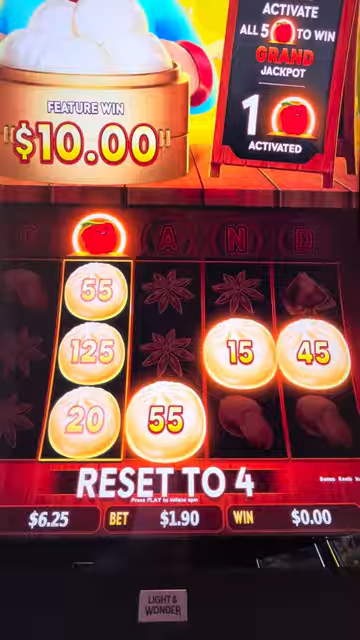 ACTIVATE
ALL 5 TO WIN
GRAND
JACKPOT
1
ACTIVATED
FEATURE WIN
"$10.00"
A N D
55
125 15 45
20 55
RESET TO 4
Press PLAY to initiate spin
$6.25 BET $1.90 WIN $0.00
LIGHT &
WONDER